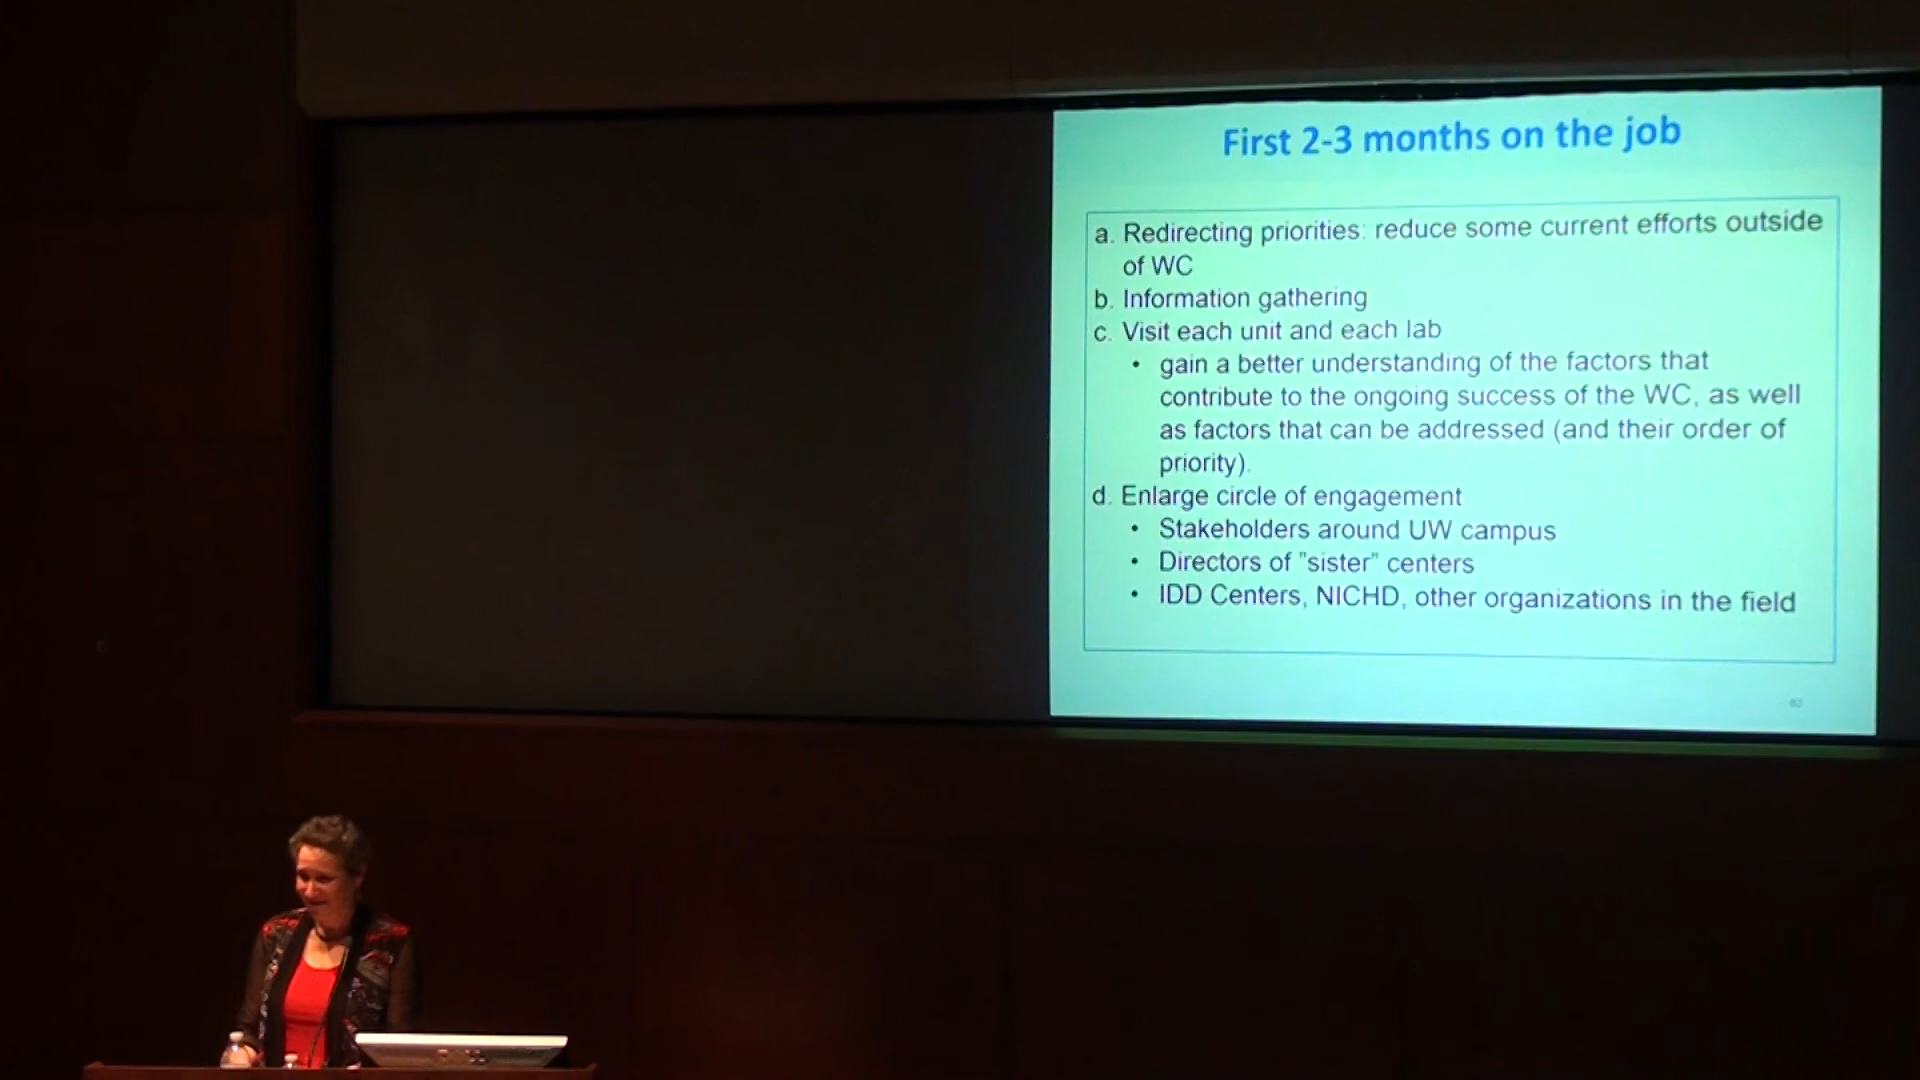 First 2-3 months on the job
a. Redirecting priorities: reduce some current efforts outside
of WC
b. Information gathering
c. Visit each unit and each lab
• gain a better understanding of the factors that
contribute to the ongoing success of the WC, as well
as factors that can be addressed (and their order of
priority).
d. Enlarge circle of engagement
• Stakeholders around UW campus
• Directors of "sister" centers
• IDD Centers, NICHD, other organizations in the field